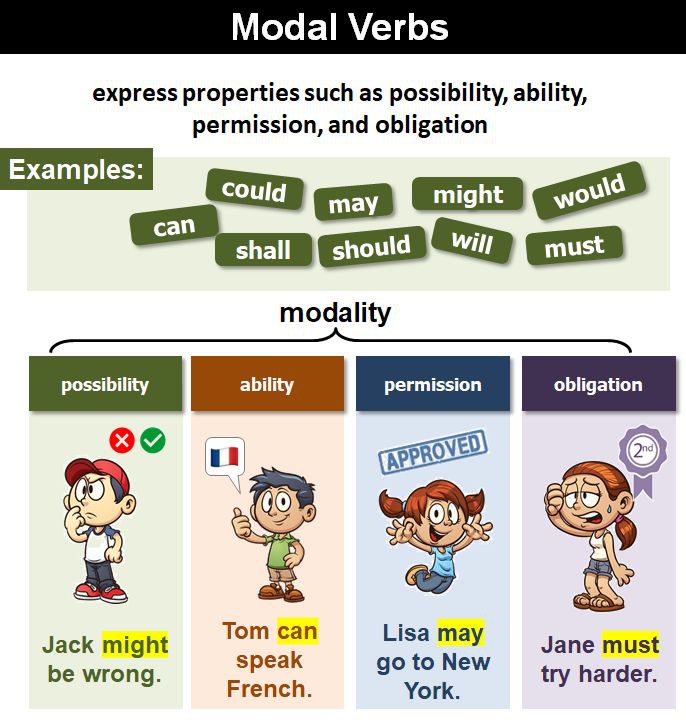 Modal Verbs
express properties such as possibility, ability,
permission, and obligation
Examples:
could
may
might
would
can
shall
should
will
must
modality
possibility
ability
permission
obligation
APPROVED
2nd
Jack might
be wrong.
Tom can
speak
French.
Lisa may
go to New
York.
Jane must
try harder.